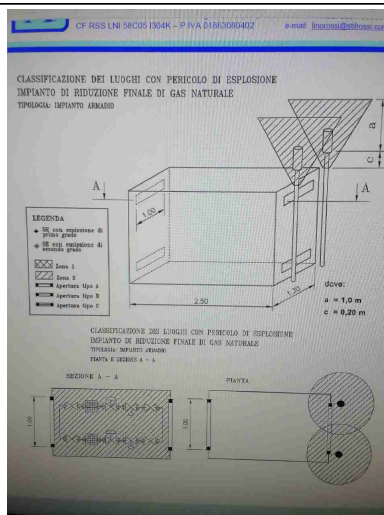 CF RSS LNI 58C05 I304K - P.IVA 01863080402
e-mail: linorossi@stilrossi.com
CLASSIFICAZIONE DEI LUOGHI CON PERICOLO DI ESPLOSIONE
IMPIANTO DI RIDUZIONE FINALE DI GAS NATURALE
TIPOLOGIA: IMPIANTO ARMADIO
a
c
A
A
1.00
LEGENDA
SE con emissione di
primo grado
SE con emissione di
secondo grado
Zona 1
Zona 2
Apertura tipo A
Apertura tipo B
Apertura tipo C
2.50
1.30
dove:
a = 1,0 m
c = 0,20 m
CLASSIFICAZIONE DEI LUOGHI CON PERICOLO DI ESPLOSIONE
IMPIANTO DI RIDUZIONE FINALE DI GAS NATURALE
TIPOLOGIA: IMPIANTO ARMADIO
PIANTA E SEZIONE A - A
SEZIONE A - A
PIANTA
1.00
1.00